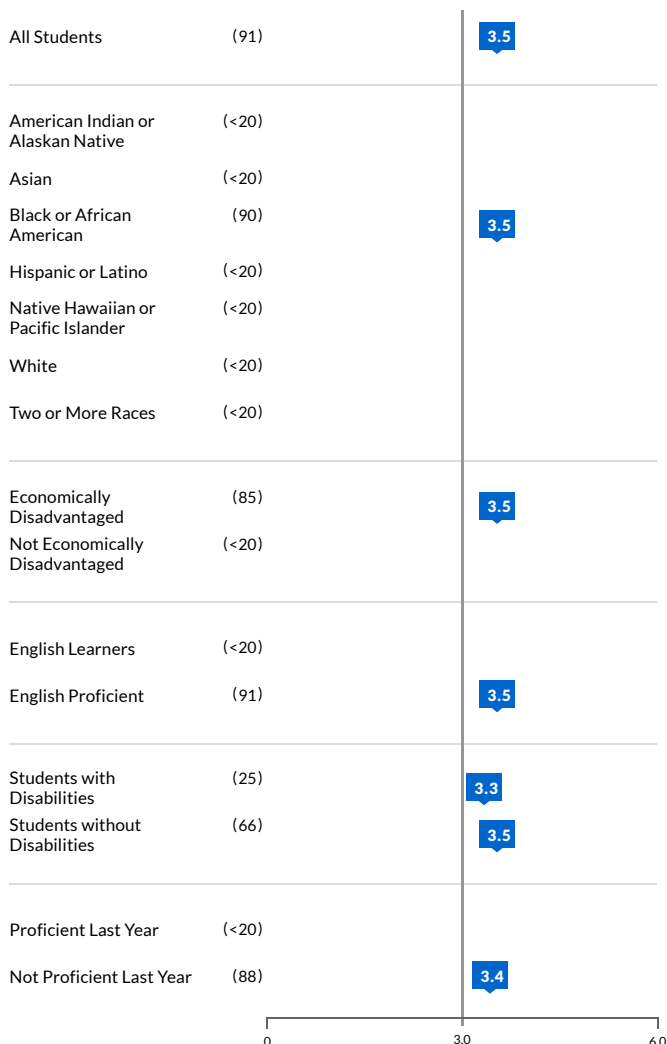 All Students (91) 3.5
American Indian or (<20)
Alaskan Native
Asian (<20)
Black or African (90) 3.5
American
Hispanic or Latino (<20)
Native Hawaiian or (<20)
Pacific Islander
White (<20)
Two or More Races (<20)
Economically (85) 3.5
Disadvantaged
Not Economically (<20)
Disadvantaged
English Learners (<20)
English Proficient (91) 3.5
Students with (25) 3.3
Disabilities
Students without (66) 3.5
Disabilities
Proficient Last Year (<20)
Not Proficient Last Year (88) 3.4
0 3.0 6.0